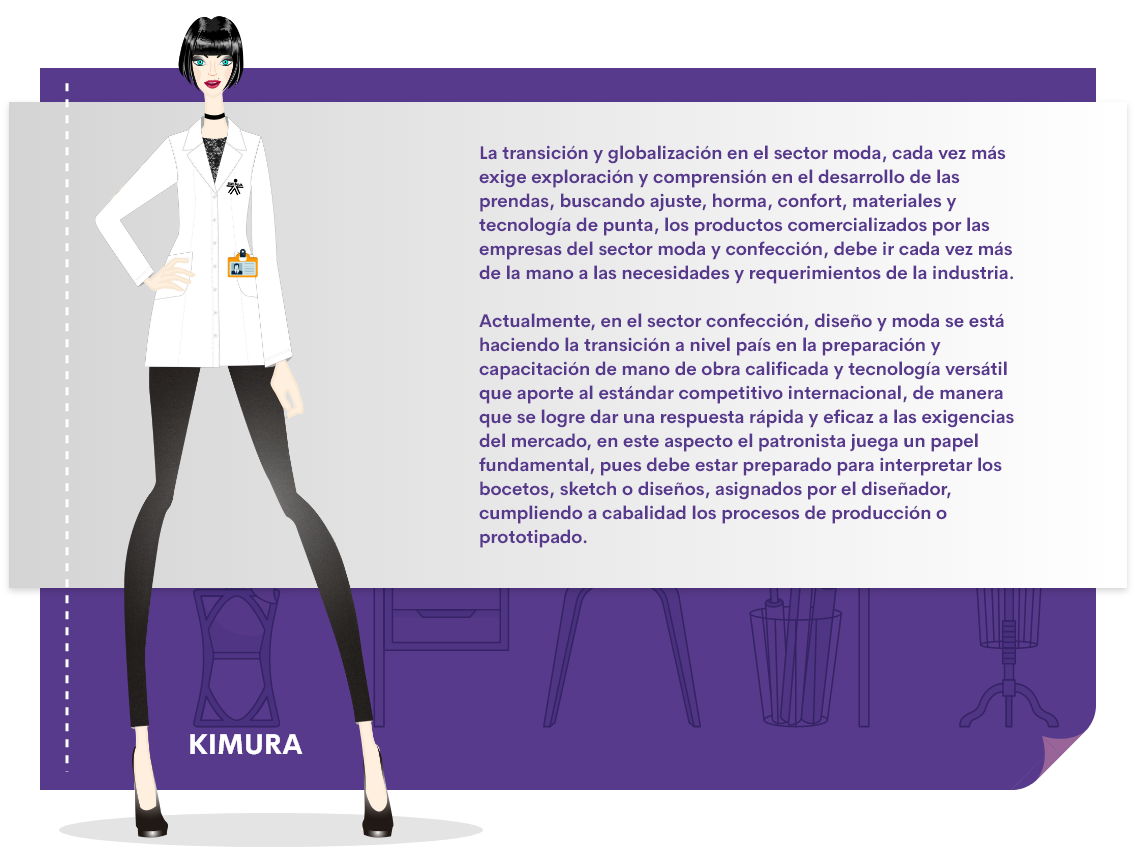 La transición y globalización en el sector moda, cada vez más
exige exploración y comprensión en el desarrollo de las
prendas, buscando ajuste, horma, confort, materiales y
tecnología de punta, los productos comercializados por las
empresas del sector moda y confección, debe ir cada vez más
de la mano a las necesidades y requerimientos de la industria.
Actualmente, en el sector confección, diseño y moda se está
haciendo la transición a nivel país en la preparación y
capacitación de mano de obra calificada y tecnología versátil
que aporte al estándar competitivo internacional, de manera
que se logre dar una respuesta rápida y eficaz a las exigencias
del mercado, en este aspecto el patronista juega un papel
fundamental, pues debe estar preparado para interpretar los
bocetos, sketch o diseños, asignados por el diseñador,
cumpliendo a cabalidad los procesos de producción o
prototipado.
KIMURA